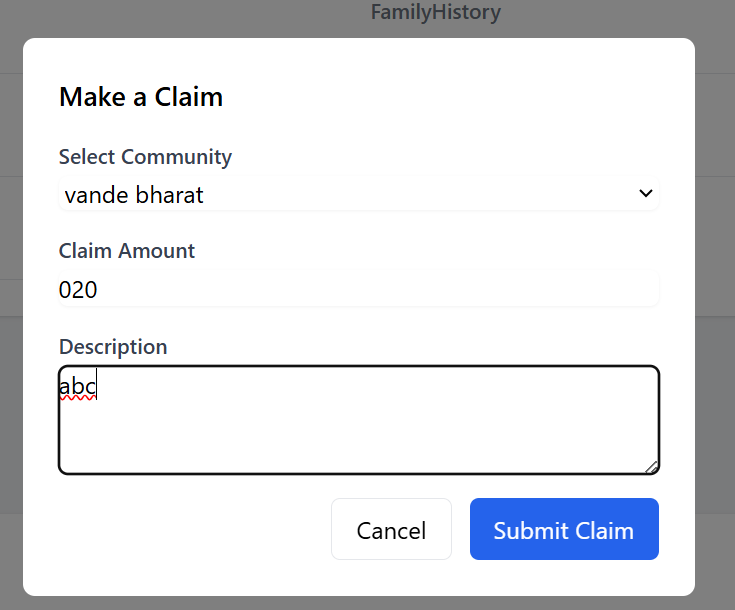 FamilyHistory
Make a Claim
Select Community
vande bharat
Claim Amount
020
Description
abc
Cancel
Submit Claim